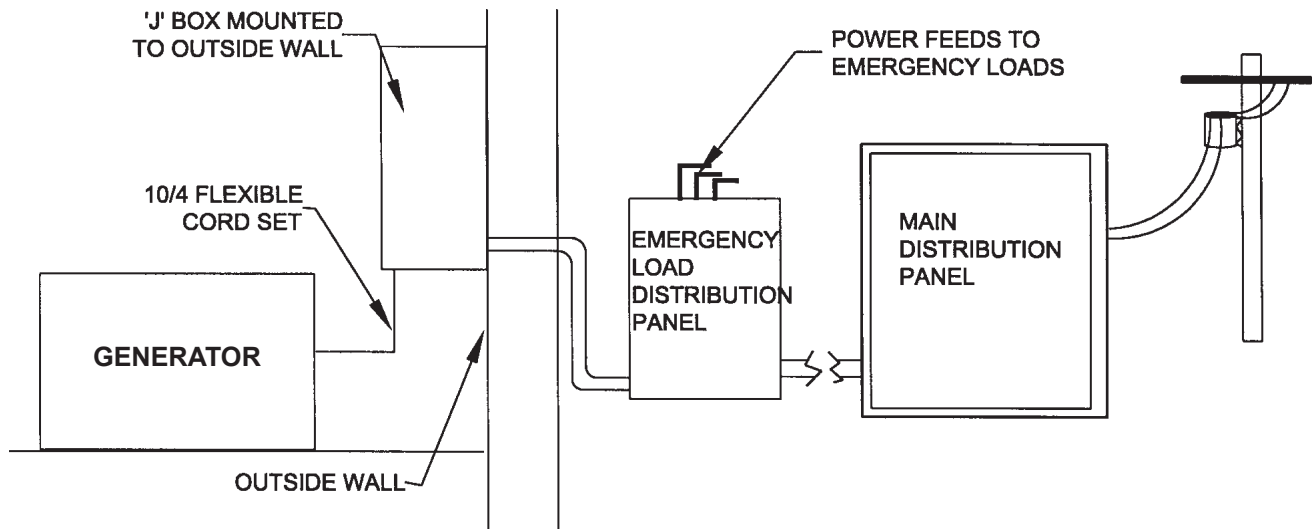 'J' BOX MOUNTED
TO OUTSIDE WALL
POWER FEEDS TO
EMERGENCY LOADS
10/4 FLEXIBLE
CORD SET
EMERGENCY
LOAD
DISTRIBUTION
PANEL
MAIN
DISTRIBUTION
PANEL
GENERATOR
OUTSIDE WALL